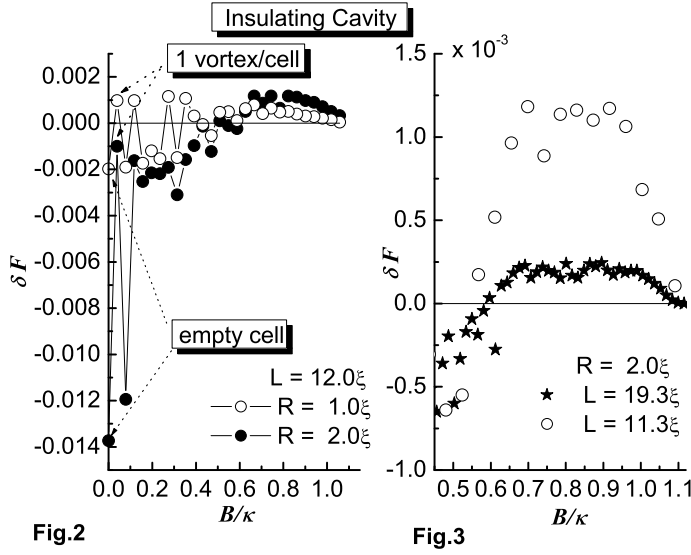 Insulating Cavity
1 vortex/cell
0.002
0.000
-0.002
-0.004
-0.006
-0.008
-0.010
-0.012
-0.014
δ F
empty cell
L = 12.0ξ
R = 1.0ξ
R = 2.0ξ
0.0 0.2 0.4 0.6 0.8 1.0
B/κ
Fig.2
x 10⁻³
1.0
0.5
0.0
-0.5
-1.0
δ F
R = 2.0ξ
L = 19.3ξ
L = 11.3ξ
0.5 0.6 0.7 0.8 0.9 1.0 1.1
B/κ
Fig.3